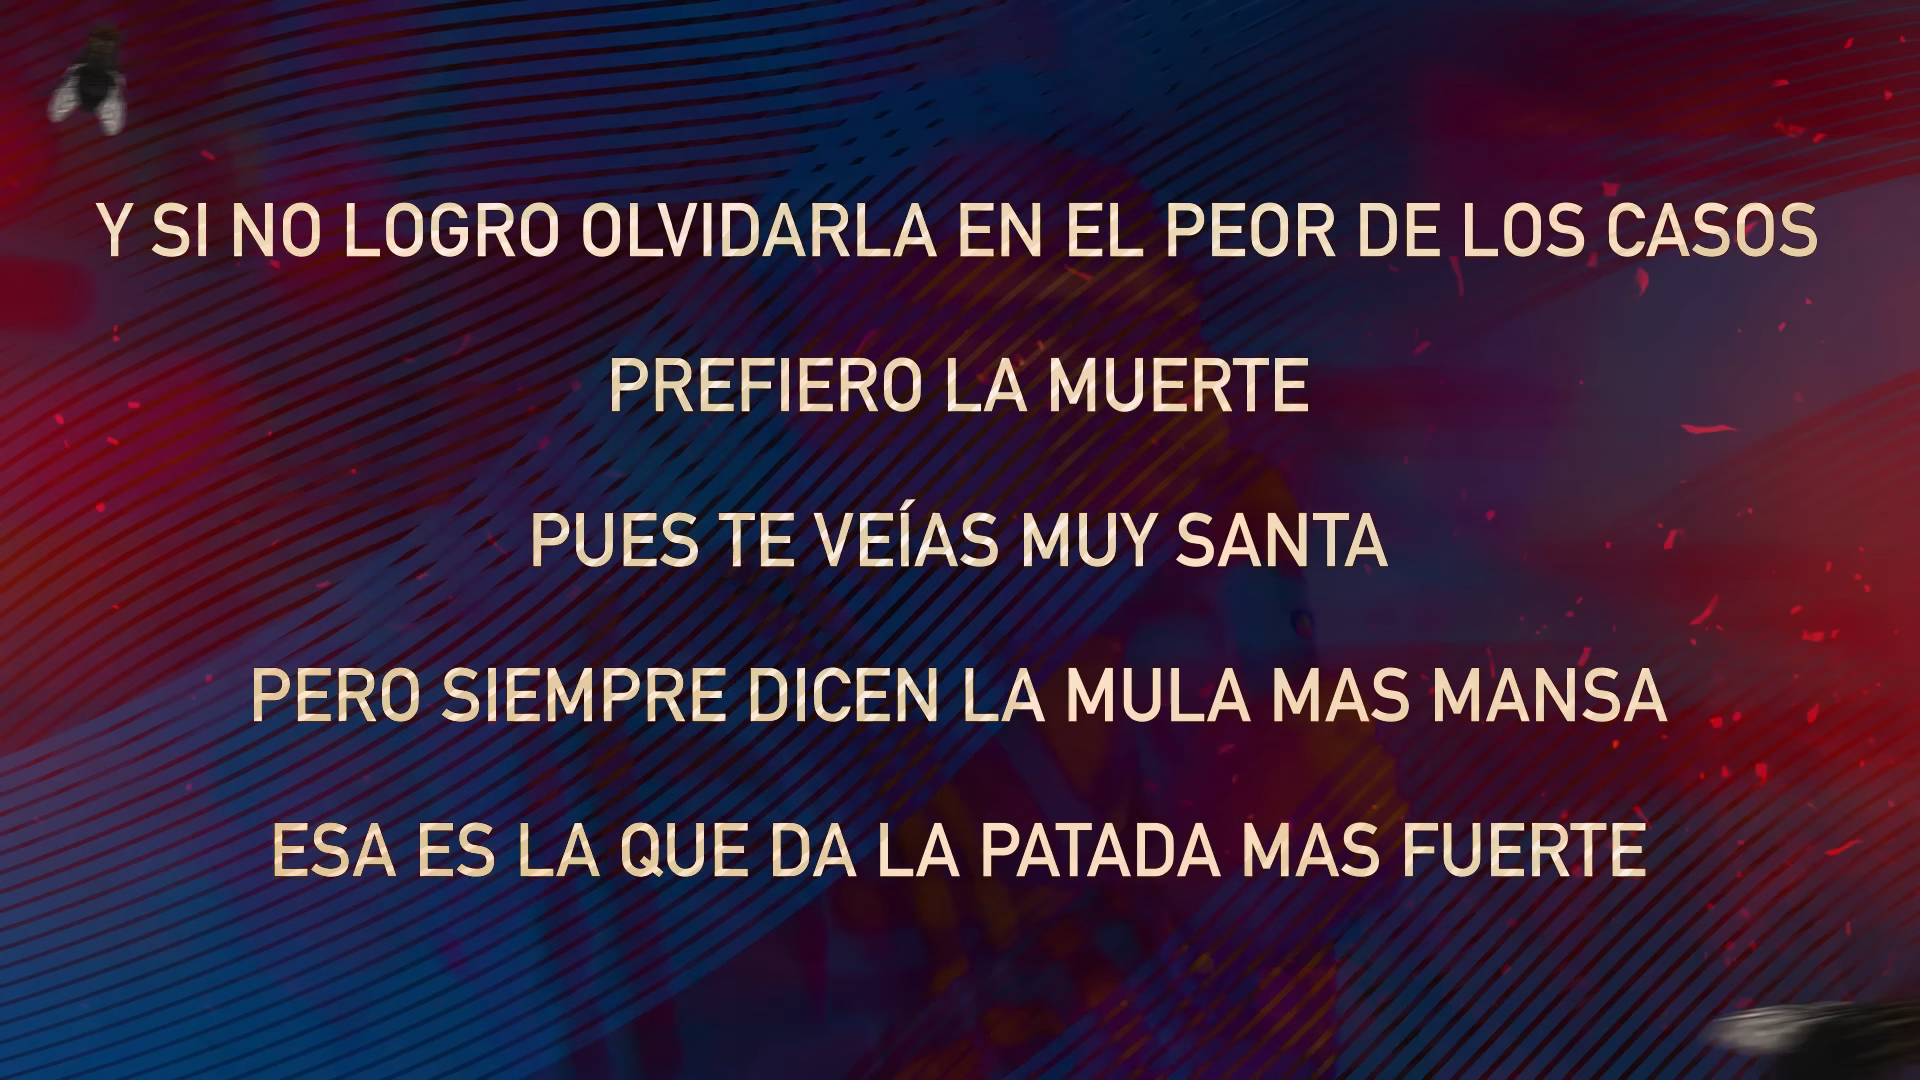 Y SI NO LOGRO OLVIDARLA EN EL PEOR DE LOS CASOS
PREFIERO LA MUERTE
PUES TE VEÍAS MUY SANTA
PERO SIEMPRE DICEN LA MULA MAS MANSA
ESA ES LA QUE DA LA PATADA MAS FUERTE